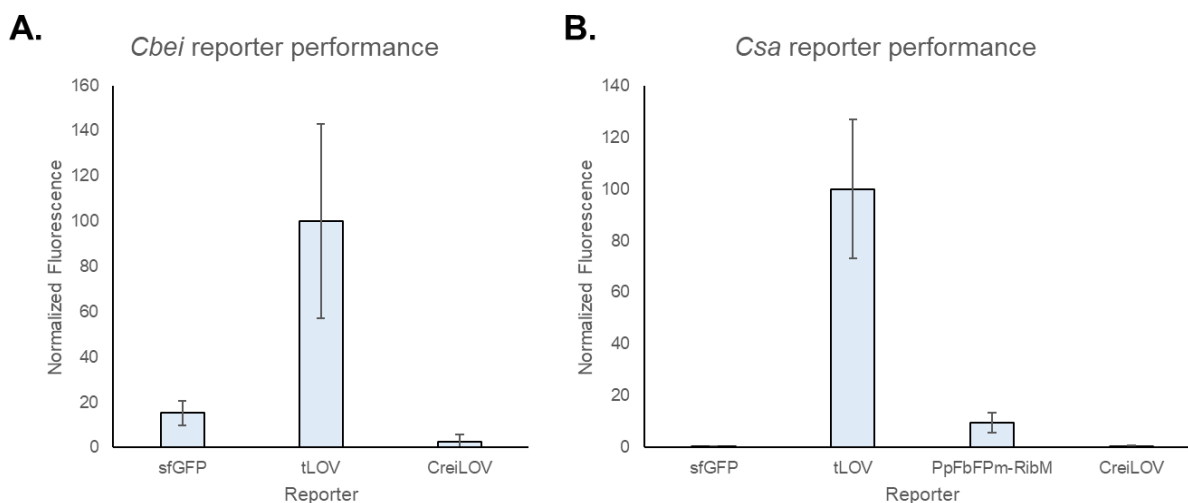 A.
Cbei reporter performance
Normalized Fluorescence
160
140
120
100
80
60
40
20
0
sfGFP tLOV CreiLOV
Reporter
B.
Csa reporter performance
Normalized Fluorescence
140
120
100
80
60
40
20
0
sfGFP tLOV PpFbFPm-RibM CreiLOV
Reporter